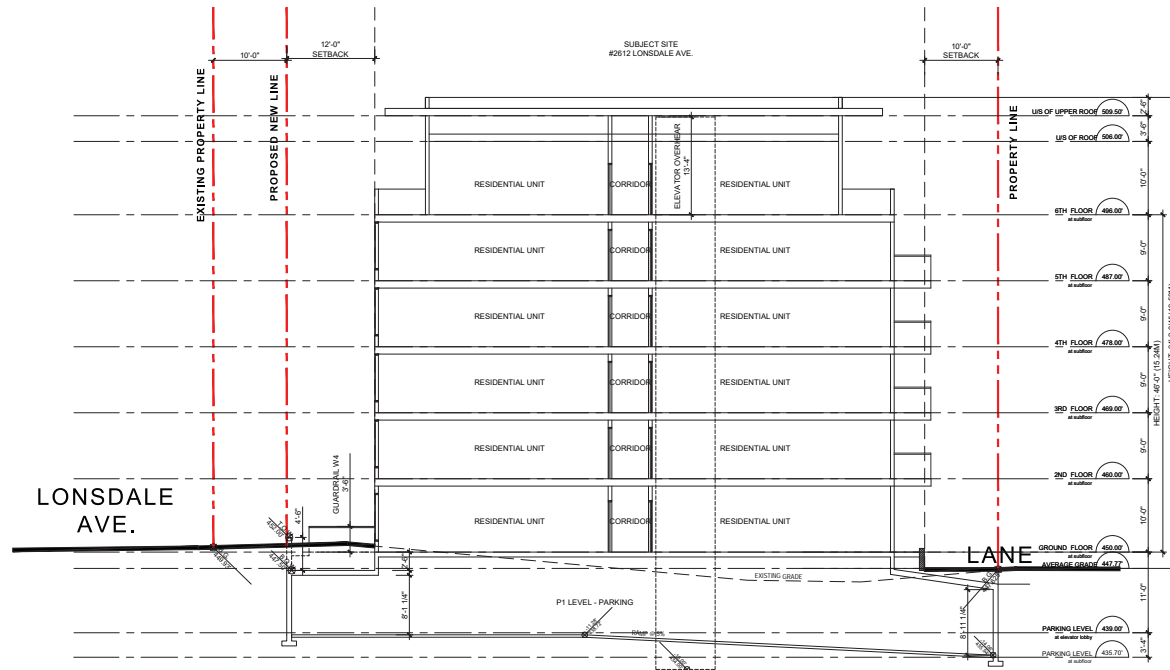 SUBJECT SITE
#2612 LONSDALE AVE.
10'-0"
12'-0"
SETBACK
10'-0"
SETBACK
EXISTING PROPERTY LINE
PROPOSED NEW LINE
PROPERTY LINE
U/S OF UPPER ROOF 509.50'
2'-6"
3'-6"
U/S OF ROOF 506.00'
ELEVATOR OVERHEAR
13'-4"
10'-0"
RESIDENTIAL UNIT
CORRIDOR
RESIDENTIAL UNIT
6TH FLOOR 496.00'
at subfloor
RESIDENTIAL UNIT
CORRIDOR
RESIDENTIAL UNIT
9'-0"
5TH FLOOR 487.00'
at subfloor
RESIDENTIAL UNIT
CORRIDOR
RESIDENTIAL UNIT
9'-0"
4TH FLOOR 478.00'
at subfloor
HEIGHT: 46'-0" (15.24M)
RESIDENTIAL UNIT
CORRIDOR
RESIDENTIAL UNIT
9'-0"
3RD FLOOR 469.00'
at subfloor
RESIDENTIAL UNIT
CORRIDOR
RESIDENTIAL UNIT
9'-0"
2ND FLOOR 460.00'
at subfloor
GUARDRAIL W4
3'-6"
LONSDALE
AVE.
4'-6"
RESIDENTIAL UNIT
CORRIDOR
RESIDENTIAL UNIT
10'-0"
GROUND FLOOR 450.00'
at subfloor
LANE
AVERAGE GRADE 447.77'
EXISTING GRADE
8'-1 1/4"
P1 LEVEL - PARKING
RAMP @ 8%
8'-11 1/4"
11'-0"
PARKING LEVEL 439.00'
at elevator lobby
3'-4"
PARKING LEVEL 435.70'
at subfloor